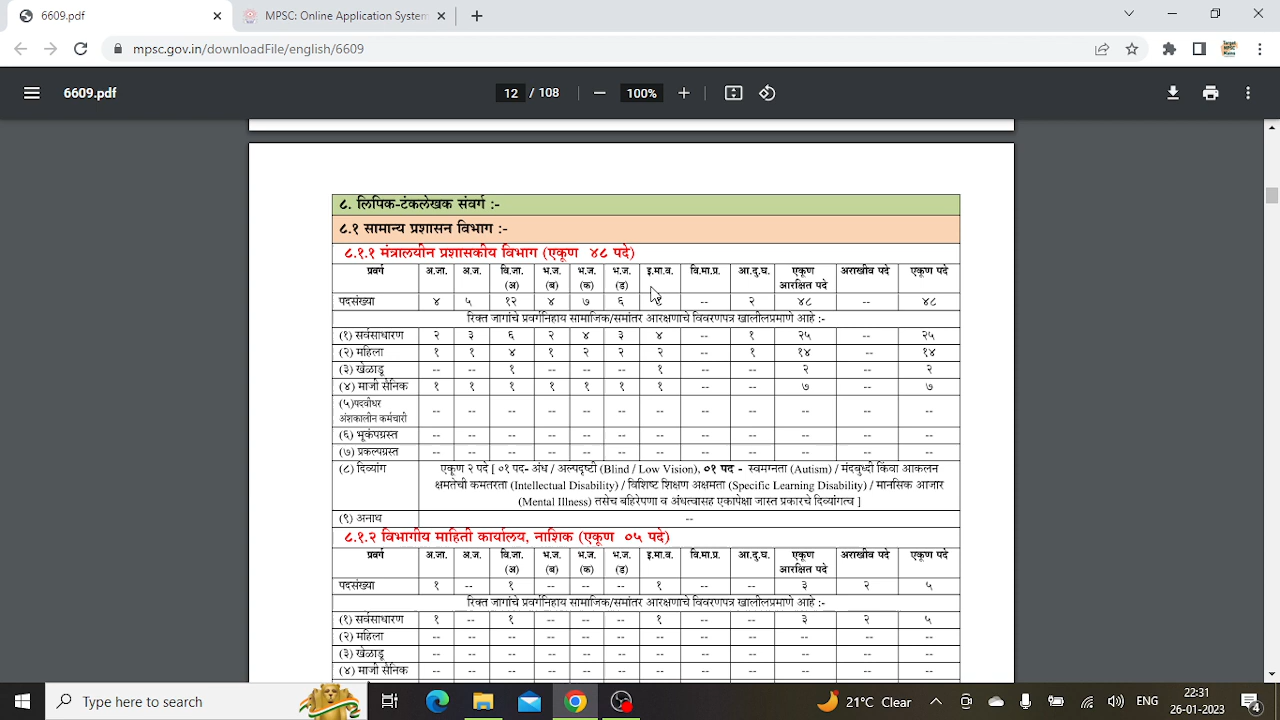 6609.pdf
MPSC: Online Application System
mpsc.gov.in/downloadFile/english/6609
6609.pdf 12 / 108 100%
८. लिपिक-टंकलेखक संवर्ग :-
८.१ सामान्य प्रशासन विभाग :-
८.१.१ मंत्रालयीन प्रशासकीय विभाग (एकूण ४८ पदे)
प्रवर्ग अ.जा. अ.ज. वि.जा. (अ) भ.ज. (ब) भ.ज. (क) भ.ज. (ड) इ.मा.व. वि.मा.प्र. आ.दु.घ. एकूण आरक्षित पदे अराखीव पदे एकूण पदे
पदसंख्या ४ ५ १२ ४ ७ ६ -- २ ४८ -- ४८
रिक्त जागांचे प्रवर्गनिहाय सामाजिक/समांतर आरक्षणाचे विवरणपत्र खालीलप्रमाणे आहे :-
(१) सर्वसाधारण २ ३ ६ २ ४ ३ ४ -- १ २५ -- २५
(२) महिला १ १ ४ १ २ २ २ -- १ १४ -- १४
(३) खेळाडू -- -- १ -- -- -- १ -- -- २ -- २
(४) माजी सैनिक १ १ १ १ १ १ १ -- -- ७ -- ७
(५)पदवीधर अंशकालीन कर्मचारी -- -- -- -- -- -- -- -- -- -- -- --
(६) भूकंपग्रस्त -- -- -- -- -- -- -- -- -- -- -- --
(७) प्रकल्पग्रस्त -- -- -- -- -- -- -- -- -- -- -- --
(८) दिव्यांग एकूण २ पदे [ ०१ पद- अंध / अल्पदृष्टी (Blind / Low Vision), ०१ पद - स्वमग्नता (Autism) / मंदबुध्दी किंवा आकलन
क्षमतेची कमतरता (Intellectual Disability) / विशिष्ट शिक्षण अक्षमता (Specific Learning Disability) / मानसिक आजार
(Mental Illness) तसेच बहिरेपणा व अंधत्वासह एकापेक्षा जास्त प्रकारचे दिव्यांगत्व ]
(९) अनाथ --
८.१.२ विभागीय माहिती कार्यालय, नाशिक (एकूण ०५ पदे)
प्रवर्ग अ.जा. अ.ज. वि.जा. (अ) भ.ज. (ब) भ.ज. (क) भ.ज. (ड) इ.मा.व. वि.मा.प्र. आ.दु.घ. एकूण आरक्षित पदे अराखीव पदे एकूण पदे
पदसंख्या १ -- १ -- -- -- १ -- -- ३ २ ५
रिक्त जागांचे प्रवर्गनिहाय सामाजिक/समांतर आरक्षणाचे विवरणपत्र खालीलप्रमाणे आहे :-
(१) सर्वसाधारण १ -- १ -- -- -- १ -- -- ३ २ ५
(२) महिला -- -- -- -- -- -- -- -- -- -- -- --
(३) खेळाडू -- -- -- -- -- -- -- -- -- -- -- --
(४) माजी सैनिक -- -- -- -- -- -- -- -- -- -- -- --
Type here to search
21°C Clear
ENG
22:31
26-01-2023
4